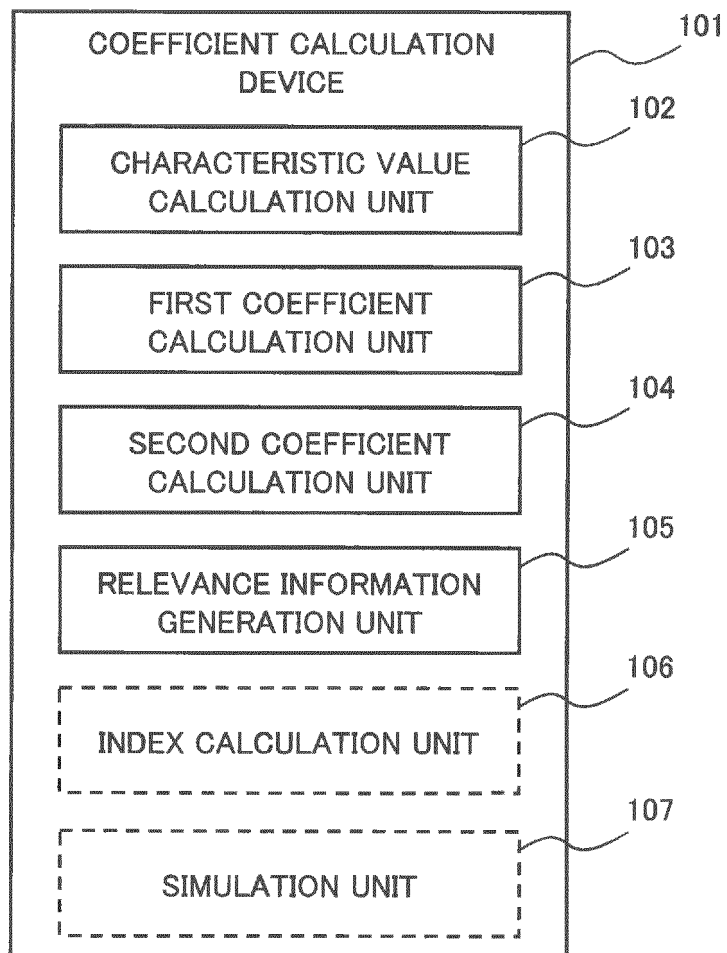 COEFFICIENT CALCULATION
DEVICE
101
102
CHARACTERISTIC VALUE
CALCULATION UNIT
103
FIRST COEFFICIENT
CALCULATION UNIT
104
SECOND COEFFICIENT
CALCULATION UNIT
105
RELEVANCE INFORMATION
GENERATION UNIT
106
INDEX CALCULATION UNIT
107
SIMULATION UNIT